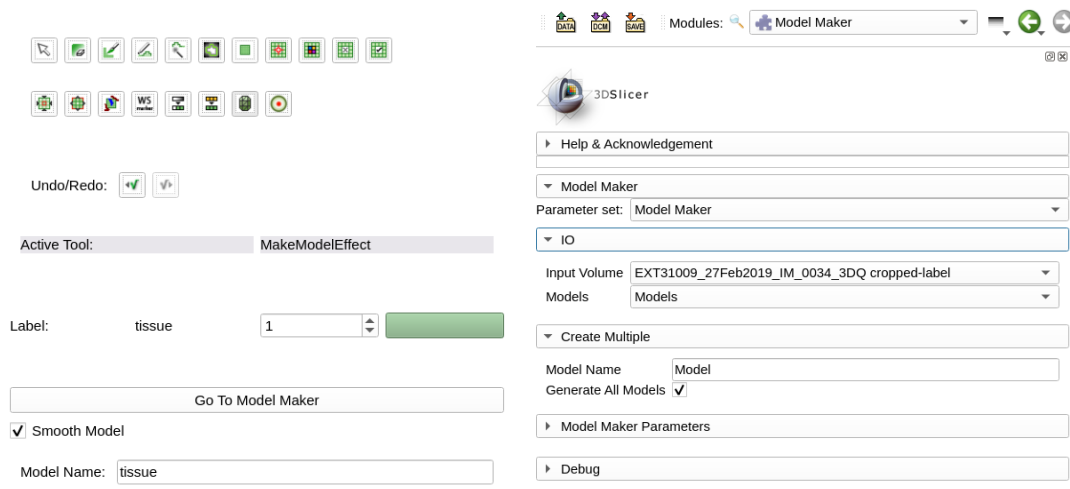 DATA DCM SAVE Modules: Model Maker
3DSlicer
WS
marker
Help & Acknowledgement
Undo/Redo:
Model Maker
Parameter set: Model Maker
Active Tool: MakeModelEffect
IO
Input Volume EXT31009_27Feb2019_IM_0034_3DQ cropped-label
Models Models
Label: tissue 1
Create Multiple
Model Name Model
Generate All Models
Go To Model Maker
Smooth Model
Model Maker Parameters
Model Name: tissue
Debug